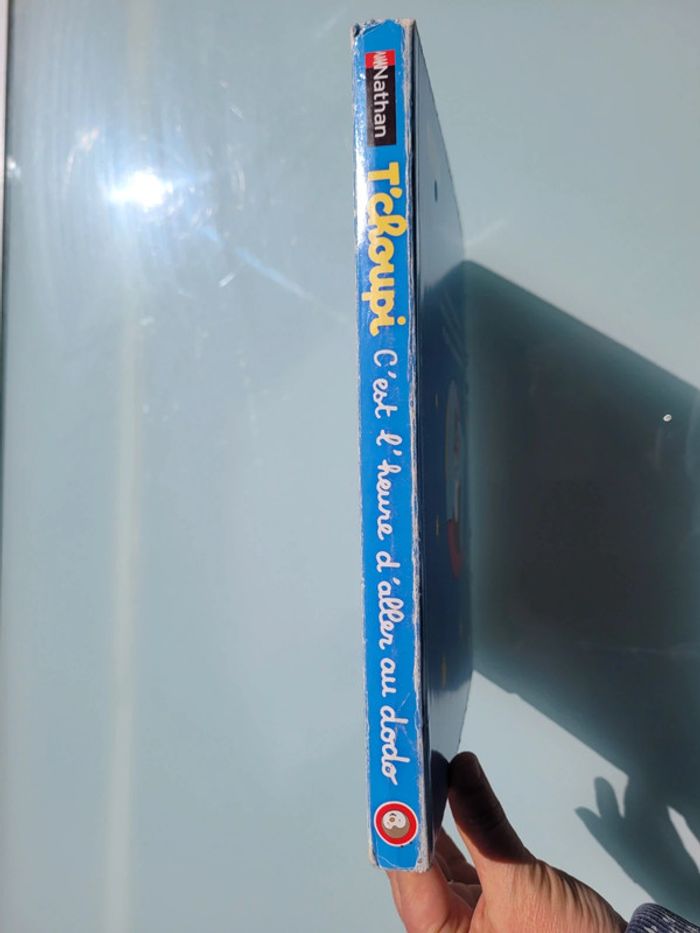 Nathan
T'choupi
C'est l'heure d'aller au dodo